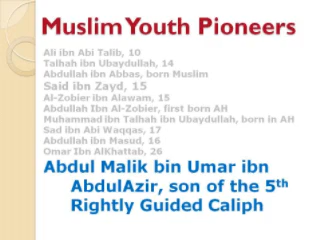 Muslim Youth Pioneers
Ali ibn Abi Talib, 10
Talhah ibn Ubaydullah, 14
Abdullah ibn Abbas, born Muslim
Said ibn Zayd, 15
Al-Zobier ibn Alawam, 15
Abdullah Ibn Al-Zobier, first born AH
Muhammad ibn Talhah ibn Ubaydullah, born in AH
Sad ibn Abi Waqqas, 17
Abdullah ibn Masud, 16
Omar Ibn AlKhattab, 26
Abdul Malik bin Umar ibn
AbdulAzir, son of the 5th
Rightly Guided Caliph